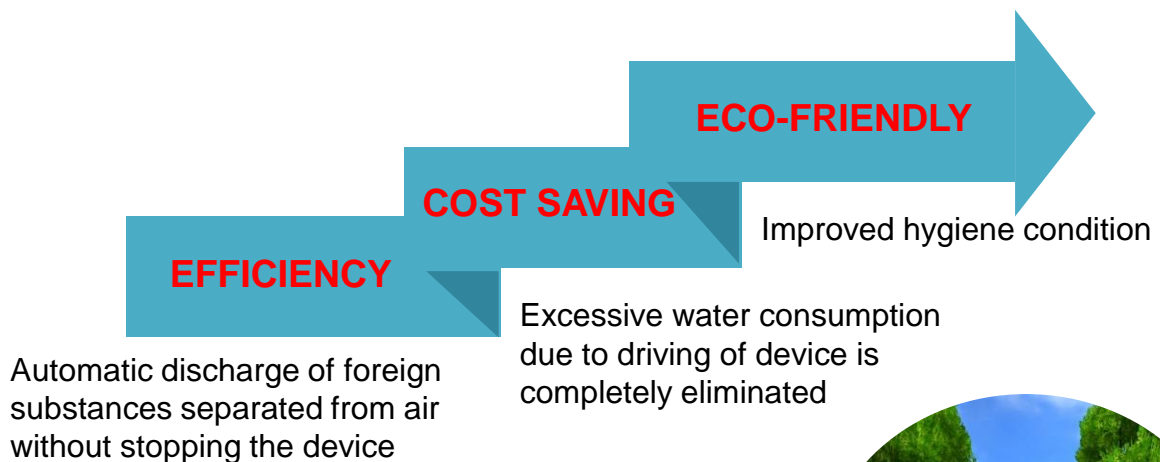 ECO-FRIENDLY
COST SAVING
Improved hygiene condition
EFFICIENCY
Excessive water consumption
due to driving of device is
completely eliminated
Automatic discharge of foreign
substances separated from air
without stopping the device